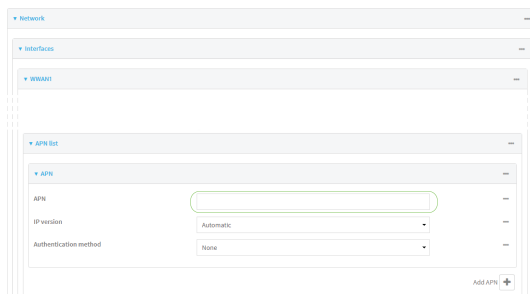 Network
Interfaces
WWAN1
APN list
APN
APN
IP version
Automatic
Authentication method
None
Add APN